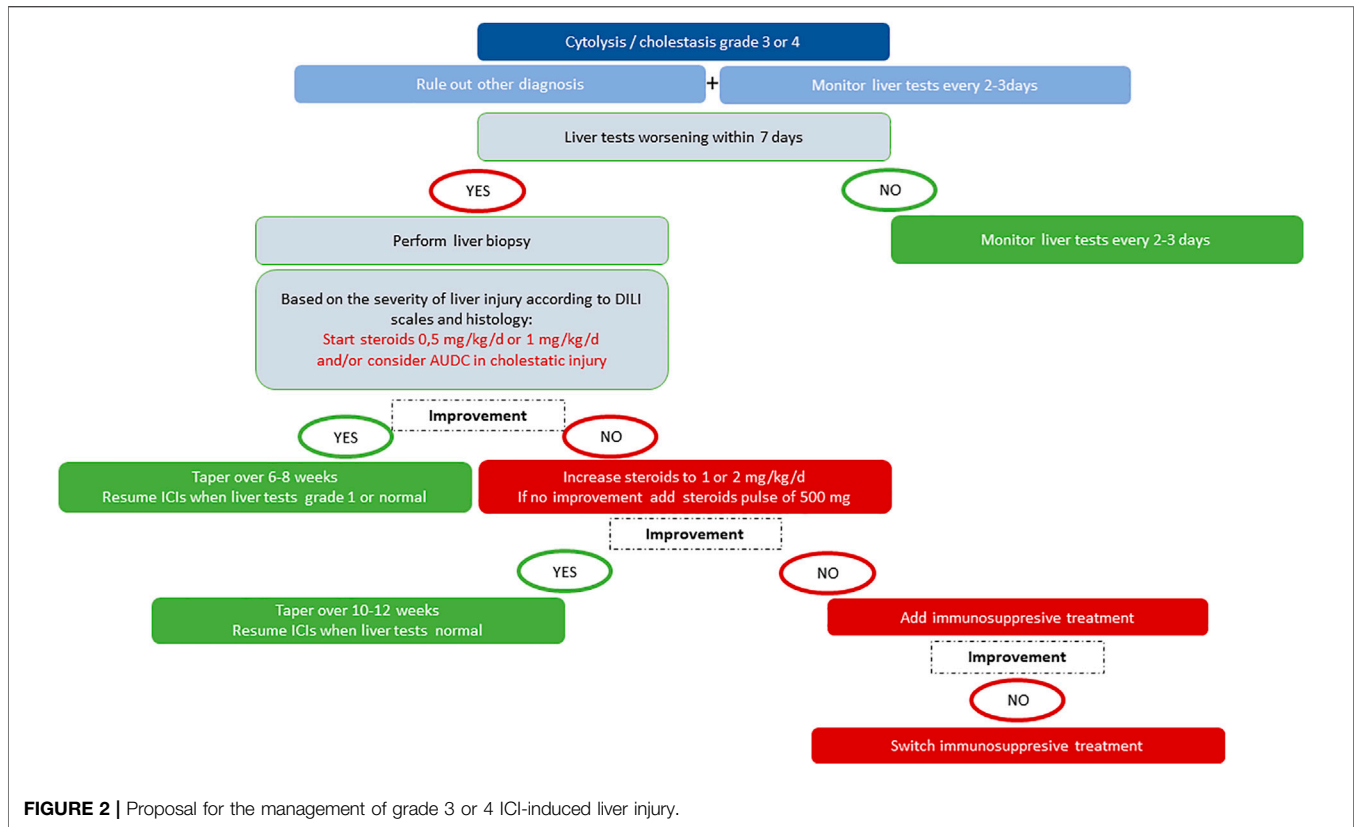 Cytolysis / cholestasis grade 3 or 4
Rule out other diagnosis
+
Monitor liver tests every 2-3days
Liver tests worsening within 7 days
YES
NO
Perform liver biopsy
Monitor liver tests every 2-3 days
Based on the severity of liver injury according to DILI
scales and histology:
Start steroids 0,5 mg/kg/d or 1 mg/kg/d
and/or consider AUDC in cholestatic injury
Improvement
YES
NO
Taper over 6-8 weeks
Resume ICIs when liver tests grade 1 or normal
Increase steroids to 1 or 2 mg/kg/d
If no improvement add steroids pulse of 500 mg
Improvement
YES
NO
Taper over 10-12 weeks
Resume ICIs when liver tests normal
Add immunosuppresive treatment
Improvement
NO
Switch immunosuppresive treatment
FIGURE 2 | Proposal for the management of grade 3 or 4 ICI-induced liver injury.